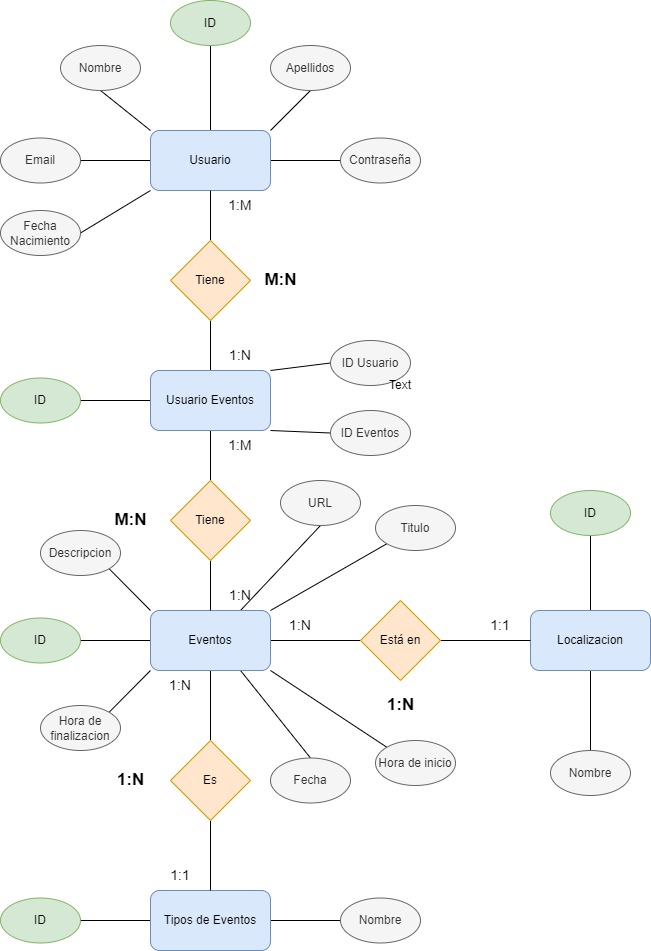 ID
Nombre
Apellidos
Email
Usuario
Contraseña
Fecha
Nacimiento
1:M
Tiene
M:N
1:N
ID Usuario
Text
ID
Usuario Eventos
ID Eventos
1:M
URL
M:N
Tiene
Titulo
ID
Descripcion
1:N
ID
Eventos
1:N
Está en
1:1
Localizacion
1:N
1:N
Hora de
finalizacion
Hora de inicio
Nombre
1:N
Es
Fecha
1:1
ID
Tipos de Eventos
Nombre